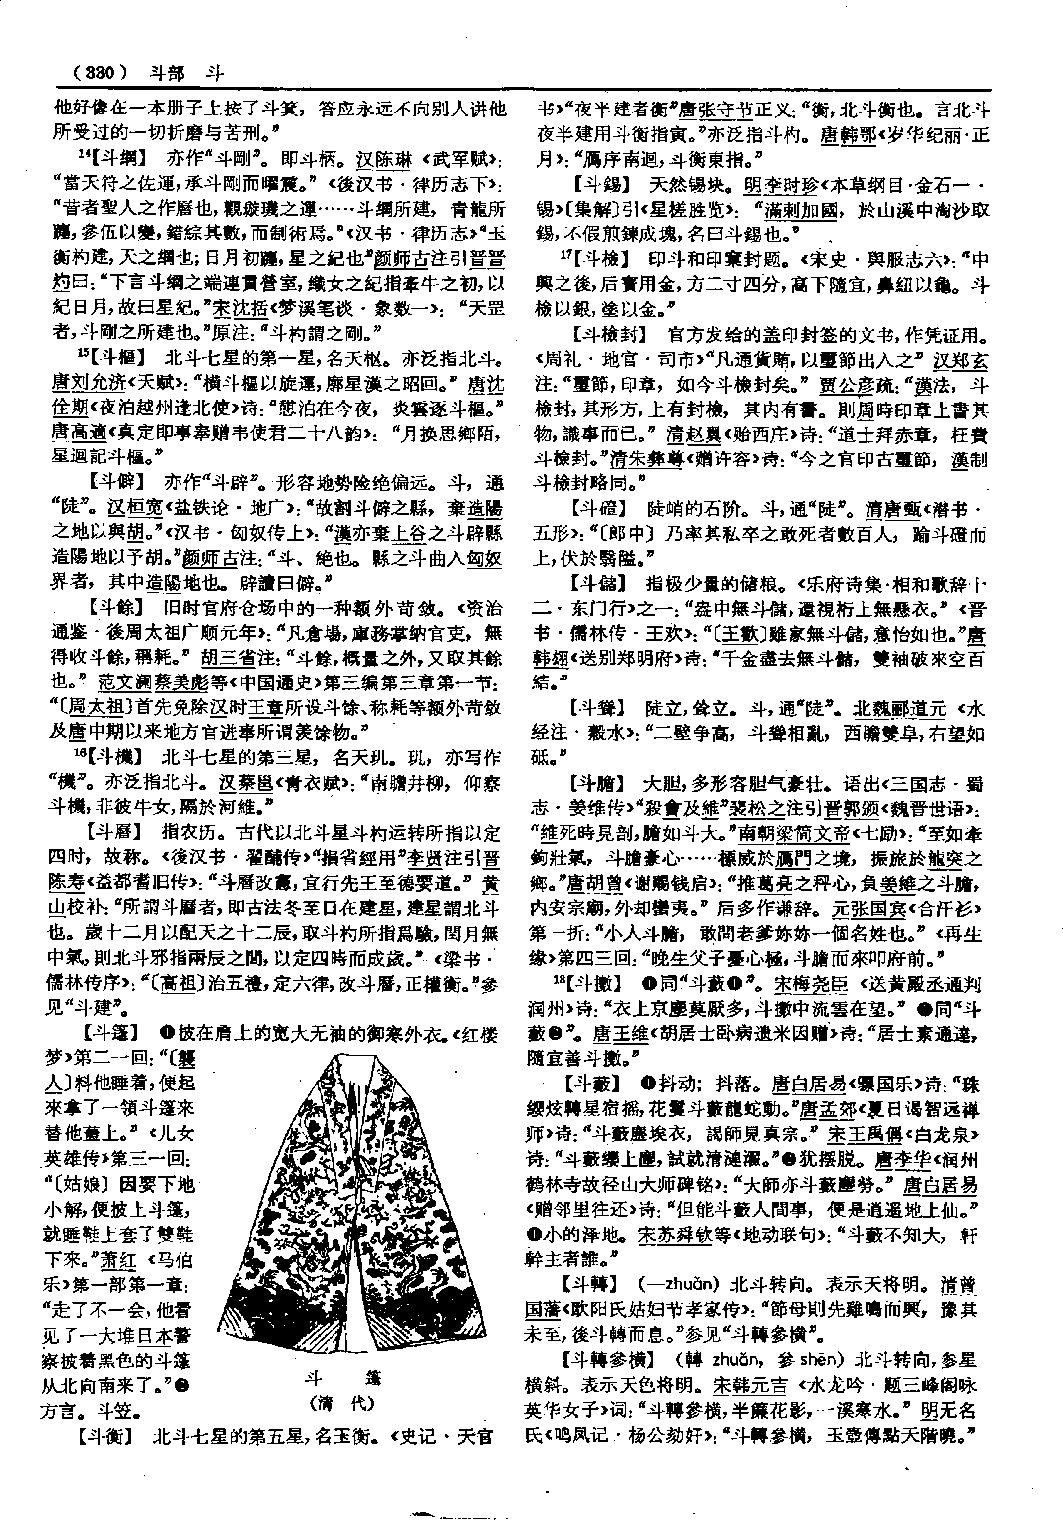 （330） 斗部 斗
他好像在一本册子上按了斗箕，答应永远不向别人讲他
所受过的一切折磨与苦刑。”
14【斗綱】 亦作“斗剛”。即斗柄。汉陈琳《武军赋》：
“當天符之佐運，承斗剛而曜震。”《後汉书·律历志下》：
“昔者聖人之作曆也，觀璇璣之運……斗綱所建，青龍所
躔，參伍以變，錯綜其數，而制術焉。”《汉书·律历志》“玉
衡杓建，天之綱也；日月初躔，星之紀也”颜师古注引晋晋
灼曰：“下言斗綱之端連貫營室，織女之紀指牽牛之初，以
紀日月，故曰星紀。”宋沈括《梦溪笔谈·象数一》：“天罡
者，斗剛之所建也。”原注：“斗杓謂之剛。”
15【斗樞】 北斗七星的第一星，名天枢。亦泛指北斗。
唐刘允济《天赋》：“横斗樞以旋運，廓星漢之昭回。”唐沈
佺期《夜泊越州逢北使》诗：“憩泊在今夜，炎雲逐斗樞。”
唐高適《真定即事奉赠韦使君二十八韵》：“月换思鄉陌，
星迴記斗樞。”
【斗僻】 亦作“斗辟”。形容地势险绝偏远。斗，通
“陡”。汉桓宽《盐铁论·地广》：“故割斗僻之縣，棄造陽
之地以與胡。”《汉书·匈奴传上》：“漢亦棄上谷之斗辟縣
造陽地以予胡。”颜师古注：“斗、絶也。縣之斗曲入匈奴
界者，其中造陽地也。辟讀曰僻。”
【斗餘】 旧时官府仓场中的一种额外苛敛。《资治
通鉴·後周太祖广顺元年》：“凡倉場，庫務掌纳官吏，無
得收斗餘，稱耗。”胡三省注：“斗餘，概量之外，又取其餘
也。”范文澜蔡美彪等《中国通史》第三编第三章第一节：
“〔周太祖〕首先免除汉时王章所设斗馀、称耗等额外苛敛
及唐中期以来地方官进奉所谓羡馀物。”
16【斗機】 北斗七星的第三星，名天玑。玑，亦写作
“機”。亦泛指北斗。汉蔡邕《青衣赋》：“南瞻井柳，仰察
斗機，非彼牛女，隔於河維。”
【斗曆】 指农历。古代以北斗星斗杓运转所指以定
四时，故称。《後汉书·翟酺传》“捐省經用”李贤注引晋
陈寿《益都耆旧传》：“斗曆改憲，宜行先王至德要道。”黄
山校补：“所謂斗曆者，即古法冬至日在建星，建星謂北斗
也。歲十二月以配天之十二辰，取斗杓所指爲驗，閏月無
中氣，則北斗邪指兩辰之間，以定四時而成歲。”《梁书·
儒林传序》：“〔高祖〕治五禮，定六律，改斗曆，正權衡。”参
见“斗建”。
【斗篷】 ❶披在肩上的宽大无袖的御寒外衣。《红楼
梦》第二一回：“〔襲
人〕料他睡着，便起
來拿了一領斗篷來
替他蓋上。”《儿女
英雄传》第三一回：
“〔姑娘〕因要下地
小解，便披上斗篷，
就睡鞋上套了雙鞋
下來。”萧红《马伯
乐》第一部第一章：
“走了不一会，他看
见了一大堆日本警
察披着黑色的斗篷
从北向南来了。”❷
方言。斗笠。
斗 篷
（清 代）
【斗衡】 北斗七星的第五星，名玉衡。《史记·天官
书》“夜半建者衡”唐张守节正义：“衡，北斗衡也。言北斗
夜半建用斗衡指寅。”亦泛指斗杓。唐韩鄂《岁华纪丽·正
月》：“鴈序南迴，斗衡東指。”
【斗錫】 天然锡块。明李时珍《本草纲目·金石一·
锡》〔集解〕引《星槎胜览》：“滿剌加國，於山溪中淘沙取
錫，不假煎鍊成塊，名曰斗錫也。”
17【斗檢】 印斗和印窠封题。《宋史·舆服志六》：“中
興之後，后寶用金，方二寸四分，高下隨宜，鼻紐以龜。斗
檢以銀，塗以金。”
【斗檢封】 官方发给的盖印封签的文书，作凭证用。
《周礼·地官·司市》“凡通貨賄，以璽節出入之”汉郑玄
注：“璽節，印章，如今斗檢封矣。”贾公彦疏：“漢法，斗
檢封，其形方，上有封檢，其内有書。則周時印章上書其
物，識事而已。”清赵翼《贻西庄》诗：“道士拜赤章，枉費
斗檢封。”清朱彝尊《赠许容》诗：“今之官印古璽節，漢制
斗檢封略同。”
【斗磴】 陡峭的石阶。斗，通“陡”。清唐甄《潜书·
五形》：“〔郎中〕乃率其私卒之敢死者數百人，踰斗磴而
上，伏於翳隘。”
【斗儲】 指极少量的储粮。《乐府诗集·相和歌辞十
二·东门行》之一：“盎中無斗儲，還視桁上無懸衣。”《晋
书·儒林传·王欢》：“〔王歡〕雖家無斗儲，意怡如也。”唐
韩翃《送别郑明府》诗：“千金盡去無斗儲，雙袖破來空百
結。”
【斗聳】 陡立，耸立。斗，通“陡”。北魏郦道元《水
经注·瀫水》：“二壁争高，斗聳相亂，西瞻雙阜，右望如
砥。”
【斗膽】 大胆，多形容胆气豪壮。语出《三国志·蜀
志·姜维传》“殺會及維”裴松之注引晋郭颁《魏晋世语》：
“維死時見剖，膽如斗大。”南朝梁简文帝《七励》：“至如牽
鉤壯氣，斗膽豪心……標威於鴈門之境，振旅於龍突之
鄉。”唐胡曾《谢赐钱启》：“推葛亮之秤心，負姜維之斗膽，
内安宗廟，外却蠻夷。”后多作谦辞。元张国宾《合汗衫》
第一折：“小人斗膽，敢問老爹妳妳一個名姓也。”《再生
缘》第四三回：“晚生父子憂心極，斗膽而來叩府前。”
18【斗擻】 ❶同“斗藪❶”。宋梅尧臣《送黄殿丞通判
润州》诗：“衣上京塵莫厭多，斗擻中流雲在望。”❷同“斗
藪❷”。唐王维《胡居士卧病遗米因赠》诗：“居士素通達，
隨宜善斗擻。”
【斗藪】 ❶抖动；抖落。唐白居易《骠国乐》诗：“珠
纓炫轉星宿摇，花鬘斗藪龍蛇動。”唐孟郊《夏日谒智远禅
师》诗：“斗藪塵埃衣，謁師見真宗。”宋王禹偁《白龙泉》
诗：“斗藪纓上塵，試就清漣濯。”❷犹摆脱。唐李华《润州
鹤林寺故径山大师碑铭》：“大師亦斗藪塵勞。”唐白居易
《赠邻里往还》诗：“但能斗藪人間事，便是逍遥地上仙。”
❸小的泽地。宋苏舜钦等《地动联句》：“斗藪不知大，軒
幹主者誰。”
【斗轉】（—zhuǎn）北斗转向。表示天将明。清曾
国藩《欧阳氏姑妇节孝家传》：“節母則先雞鳴而興，豫其
未至，後斗轉而息。”参见“斗轉參横”。
【斗轉參横】（轉 zhuǎn，參 shēn）北斗转向，参星
横斜。表示天色将明。宋韩元吉《水龙吟·题三峰阁咏
英华女子》词：“斗轉參横，半簾花影，一溪寒水。”明无名
氏《鸣凤记·杨公劾奸》：“斗轉參横，玉壺傳點天階曉。”